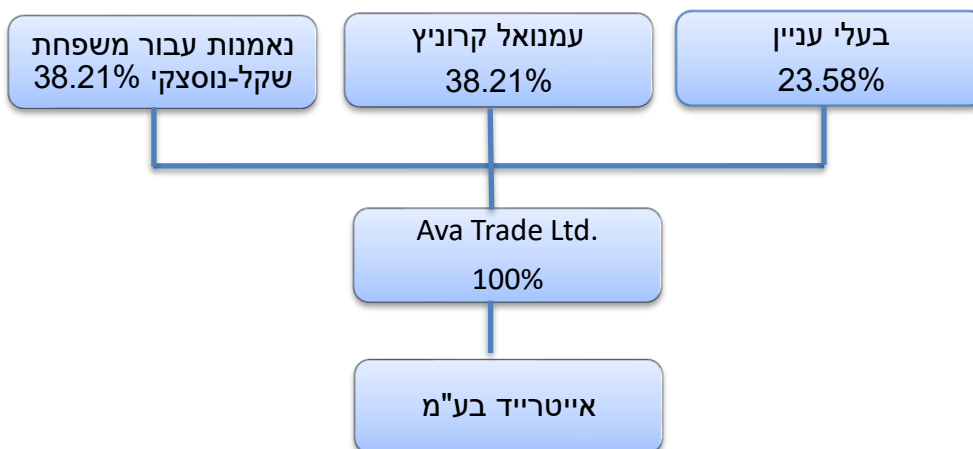 בעלי עניין
23.58%
עמנואל קרוניץ
38.21%
נאמנות עבור משפחת
שקל-נוסצקי 38.21%
Ava Trade Ltd.
100%
אייטרייד בע"מ